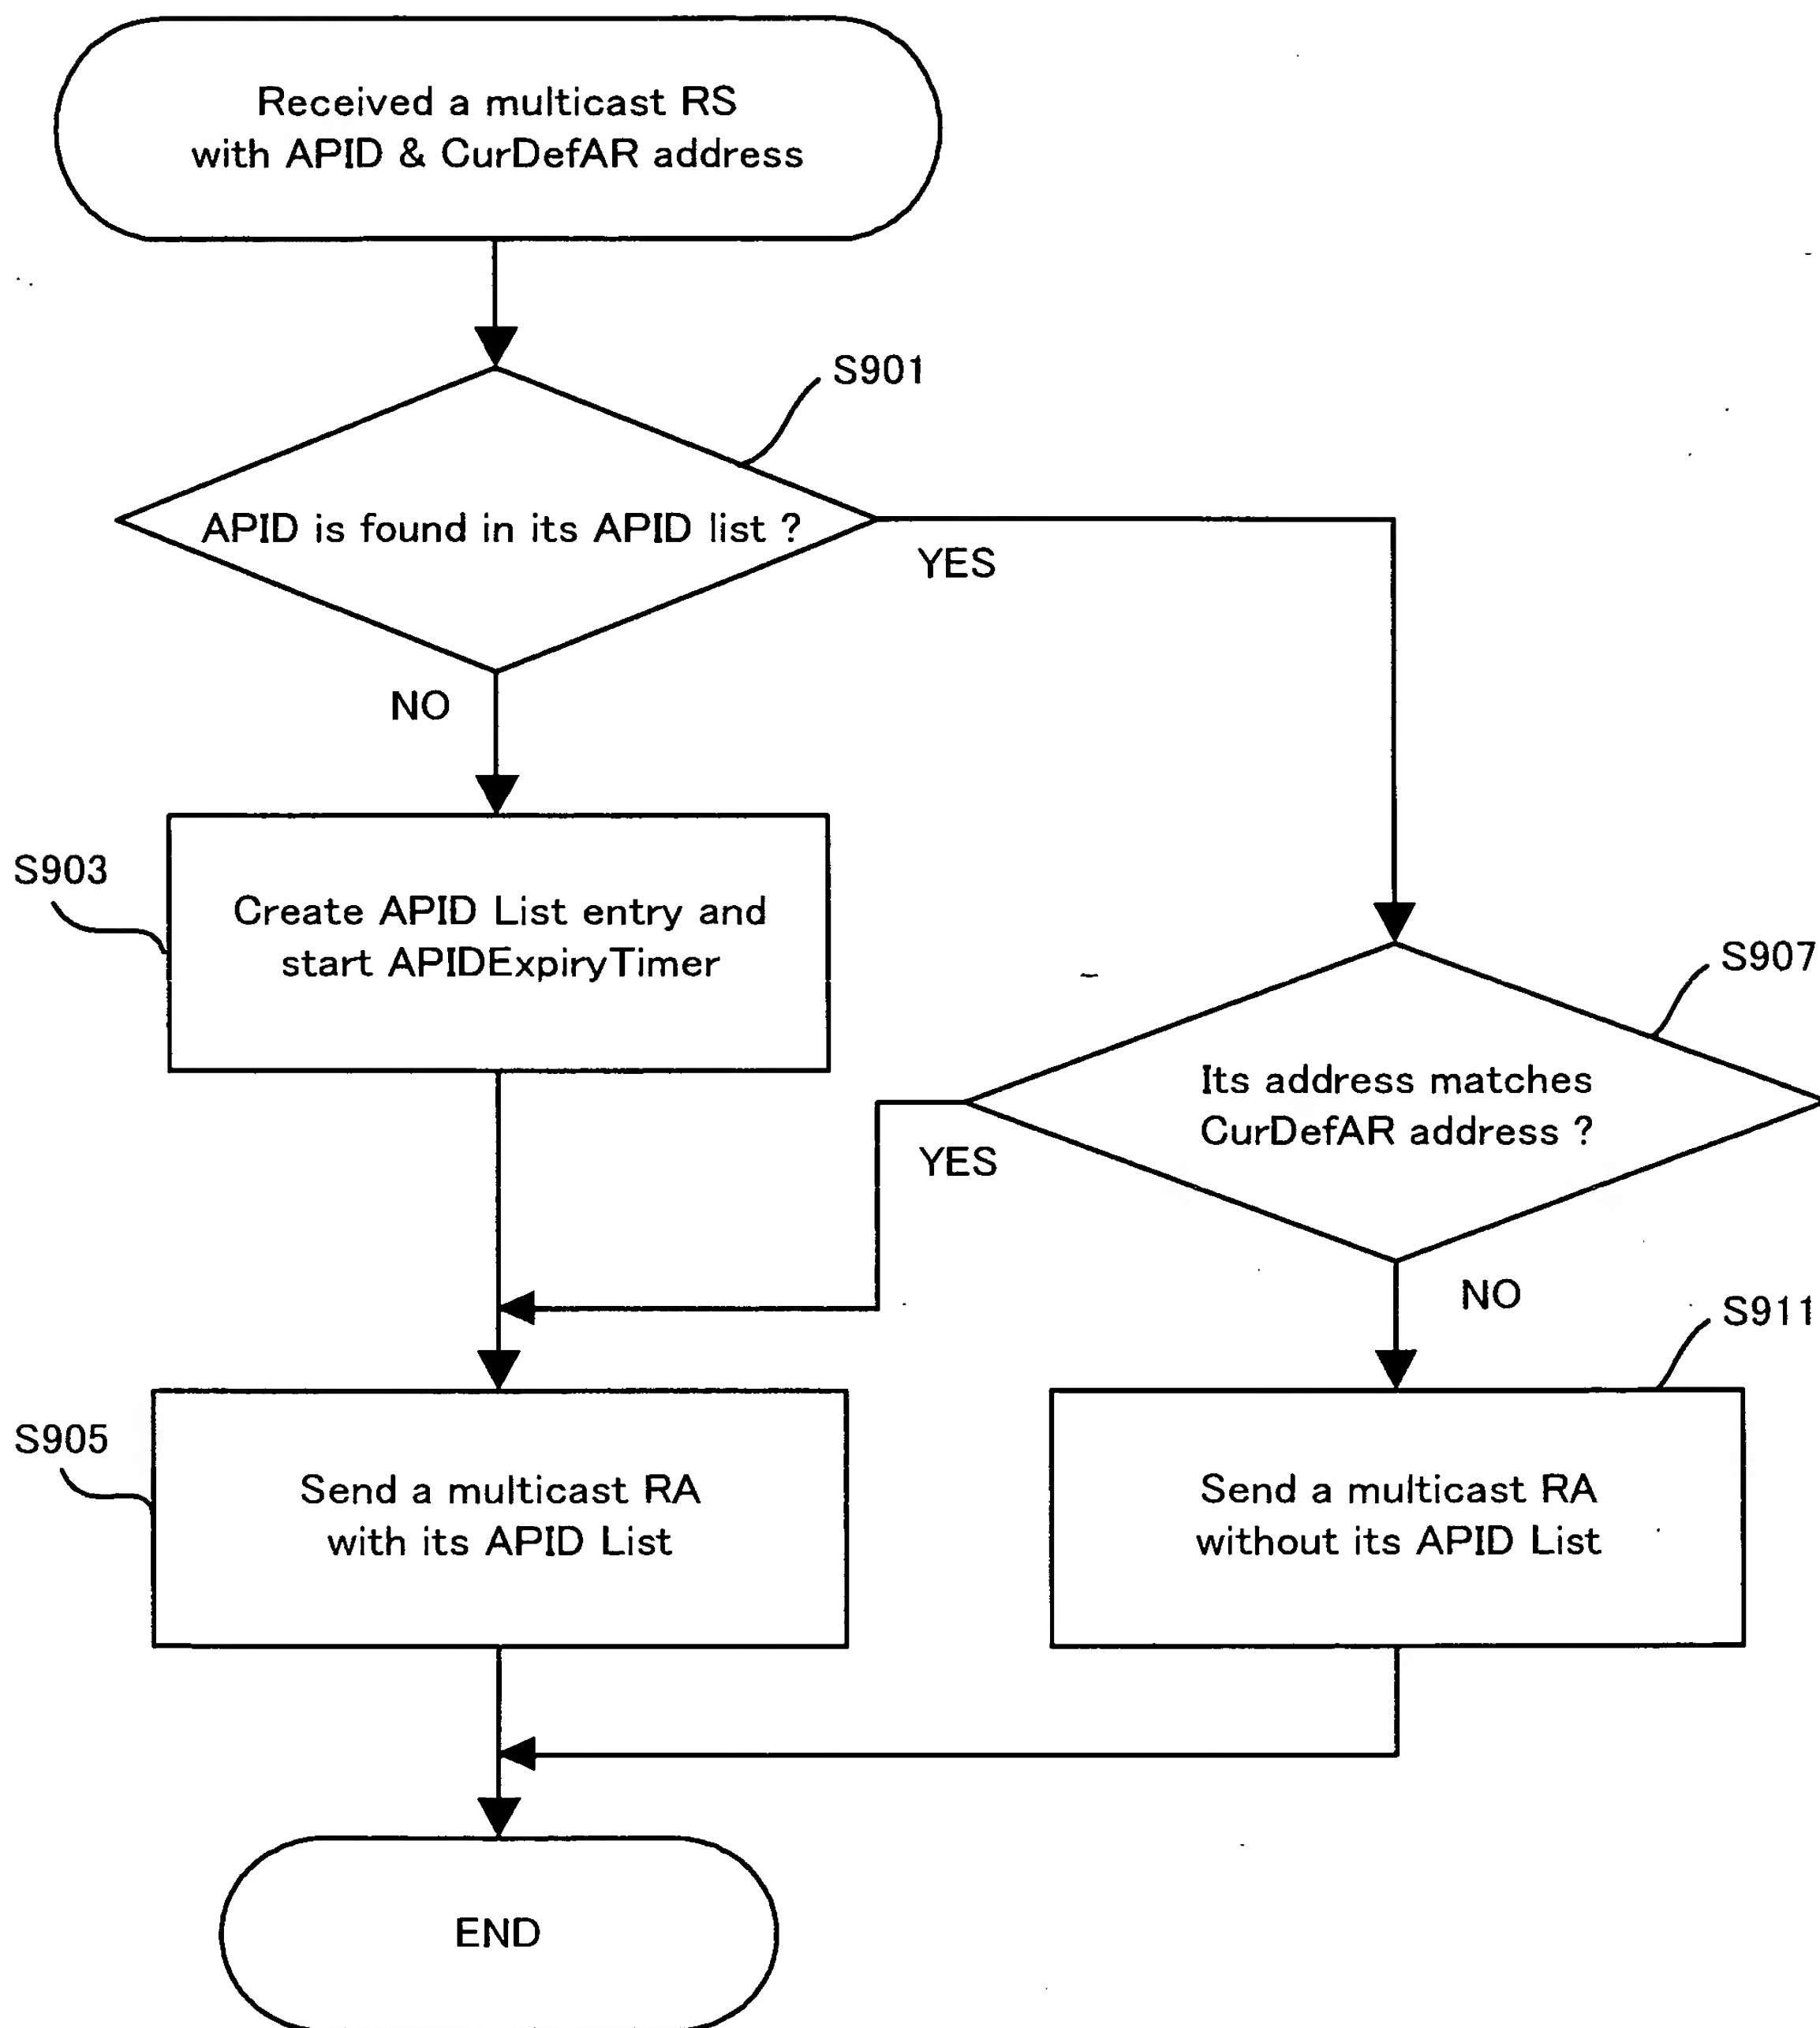 Received a multicast RS
with APID & CurDefAR address
S901
APID is found in its APID list ?
YES
NO
S903
Create APID List entry and
start APIDExpiryTimer
S907
Its address matches
CurDefAR address ?
YES
NO
S911
S905
Send a multicast RA
with its APID List
Send a multicast RA
without its APID List
END